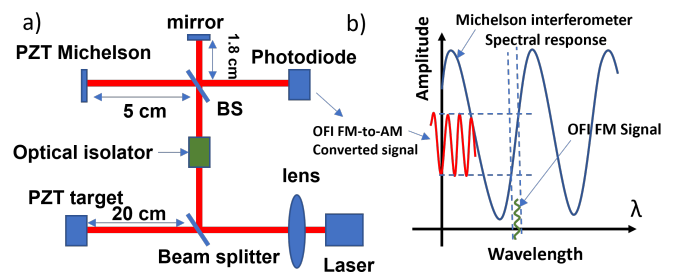 a)
mirror
PZT Michelson
1.8 cm
Photodiode
5 cm
BS
Optical isolator
PZT target
lens
20 cm
Beam splitter
Laser
b)
Michelson interferometer
Spectral response
Amplitude
OFI FM-to-AM
Converted signal
OFI FM Signal
λ
Wavelength